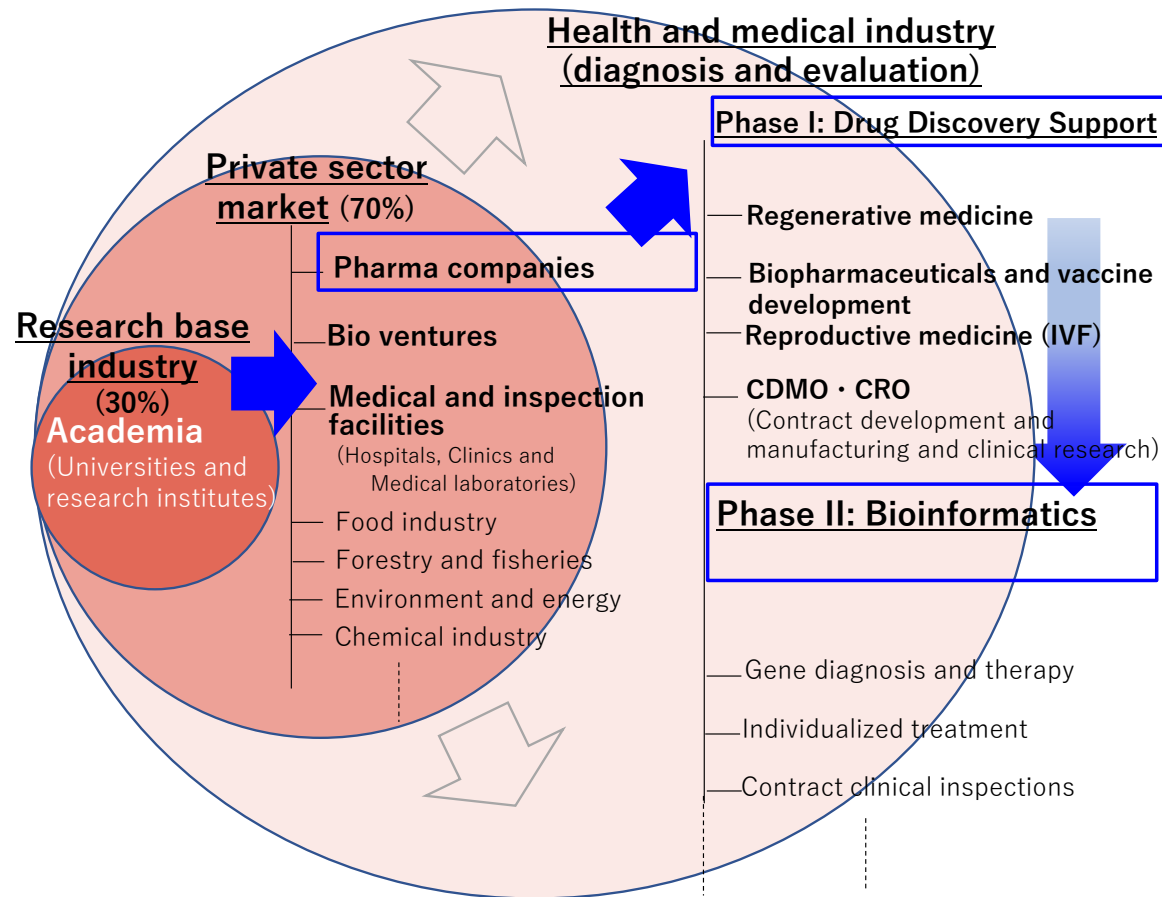 Health and medical industry
(diagnosis and evaluation)
Phase I: Drug Discovery Support
Regenerative medicine
Biopharmaceuticals and vaccine
development
Reproductive medicine (IVF)
CDMO・CRO
(Contract development and
manufacturing and clinical research)
Phase II: Bioinformatics
Gene diagnosis and therapy
Individualized treatment
Contract clinical inspections
Private sector
market (70%)
Pharma companies
Bio ventures
Medical and inspection
facilities
(Hospitals, Clinics and
Medical laboratories)
Food industry
Forestry and fisheries
Environment and energy
Chemical industry
Research base
industry
(30%)
Academia
(Universities and
research institutes)